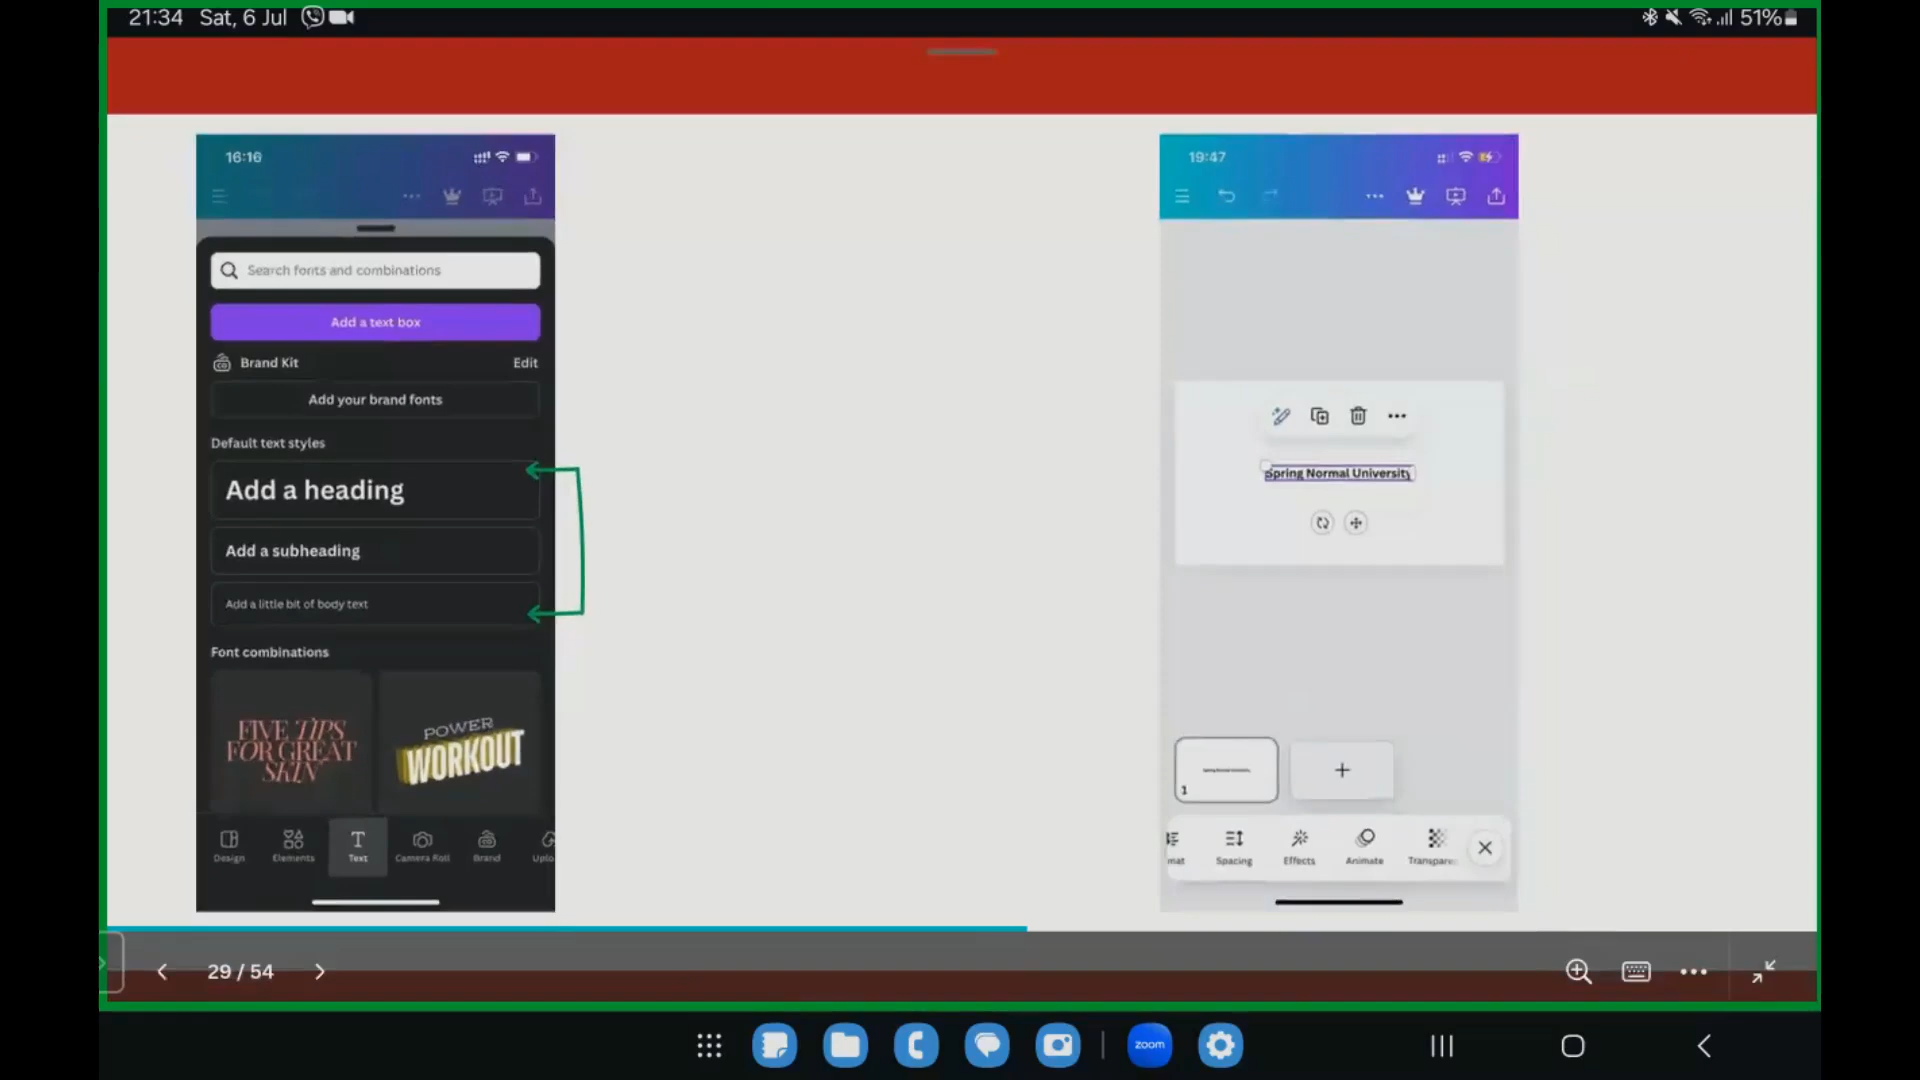 21:34 Sat, 6 Jul
51%
16:16
Search fonts and combinations
Add a text box
Brand Kit Edit
Add your brand fonts
Default text styles
Add a heading
Add a subheading
Add a little bit of body text
Font combinations
FIVE TIPS
FOR GREAT
SKIN
POWER
WORKOUT
Design Elements Text Camera Roll Brand Uplo
19:47
Spring Normal University
1
mat Spacing Effects Animate Transpare
29 / 54
zoom